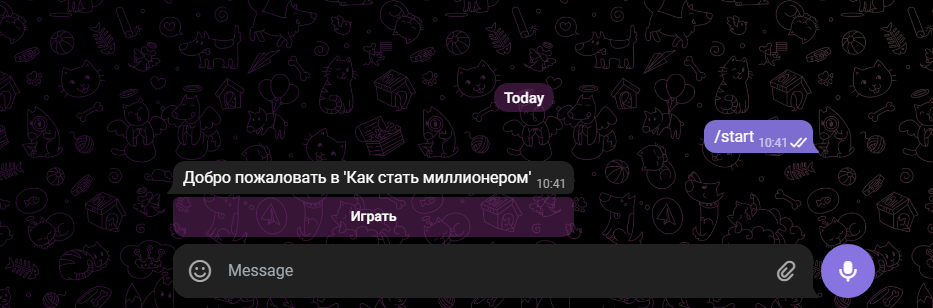 Today
/start 10:41
Добро пожаловать в 'Как стать миллионером' 10:41
Играть
Message